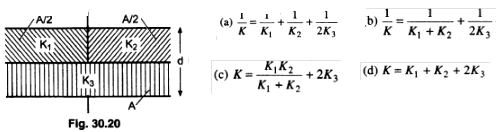 A/2 A/2
K₁ K₂
d
K₃
A
Fig. 30.20
(a) 1/K = 1/K₁ + 1/K₂ + 1/2K₃
b) 1/K = 1/(K₁ + K₂) + 1/2K₃
(c) K = K₁K₂/(K₁ + K₂) + 2K₃
(d) K = K₁ + K₂ + 2K₃